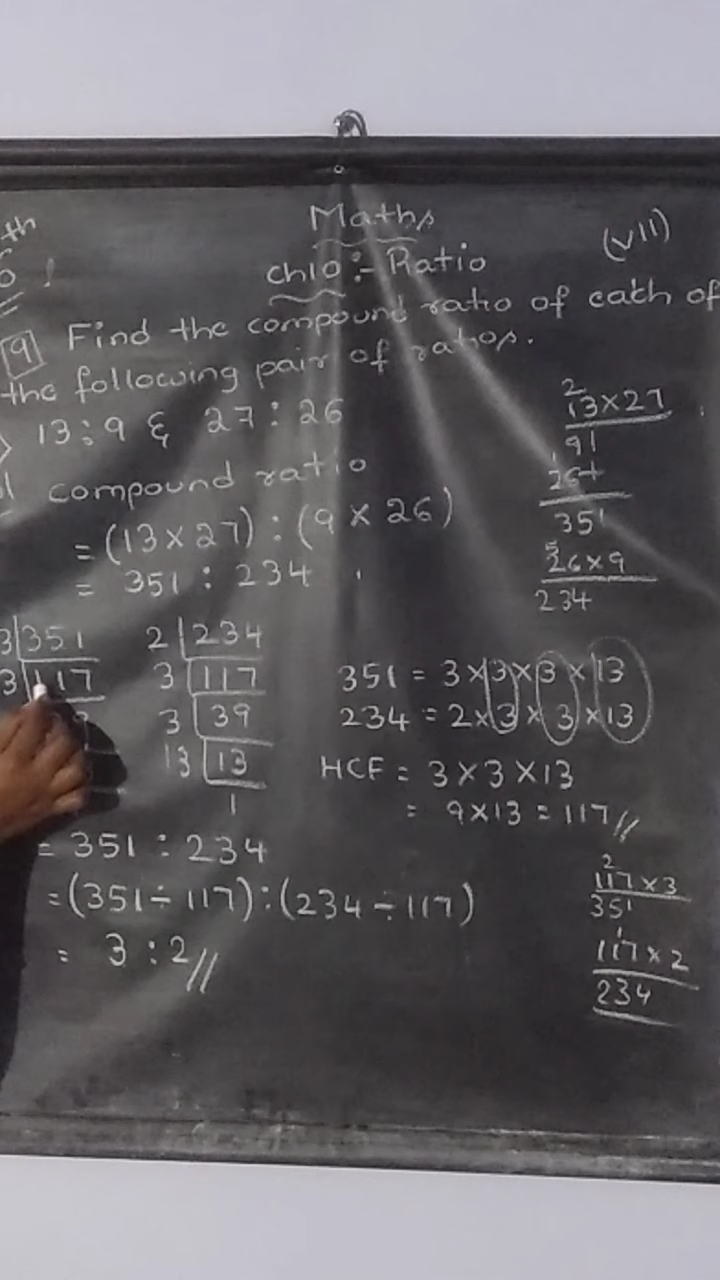 Maths
(VII)
th
Ch10 :- Ratio
9 Find the compound ratio of each of
the following pair of ratios.
13 : 9 & 27 : 26
compound ratio
= (13 × 27) : (9 × 26)
= 351 : 234
13 × 27
91
26+
351
26 × 9
234
3 351
3 117
2 234
3 117
3 39
13 13
1
351 = 3 × 3 × 3 × 13
234 = 2 × 3 × 3 × 13
HCF = 3 × 3 × 13
= 9 × 13 = 117 //
= 351 : 234
= (351 ÷ 117) : (234 ÷ 117)
= 3 : 2 //
117 × 3
351
117 × 2
234